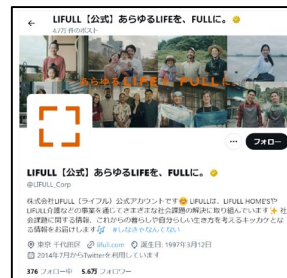 LIFULL【公式】あらゆるLIFEを、FULLに。
4.7万 件のポスト
あらゆるLIFEを、FULLに。
フォロー
LIFULL【公式】あらゆるLIFEを、FULLに。
@LIFULL_Corp
株式会社LIFULL（ライフル）公式アカウントです😊 LIFULLは、LIFULL HOME'Sや
LIFULL介護などの事業を通してさまざまな社会課題の解決に取り組んでいます✨ 社
会課題に関する情報、これからの暮らしや自分らしい生き方を考えるキッカケとな
る情報をお届けします🎶 #しなきゃなんてない
東京 千代田区 lifull.com 誕生日: 1997年3月12日
2014年7月からTwitterを利用しています
376 フォロー中 5.6万 フォロワー